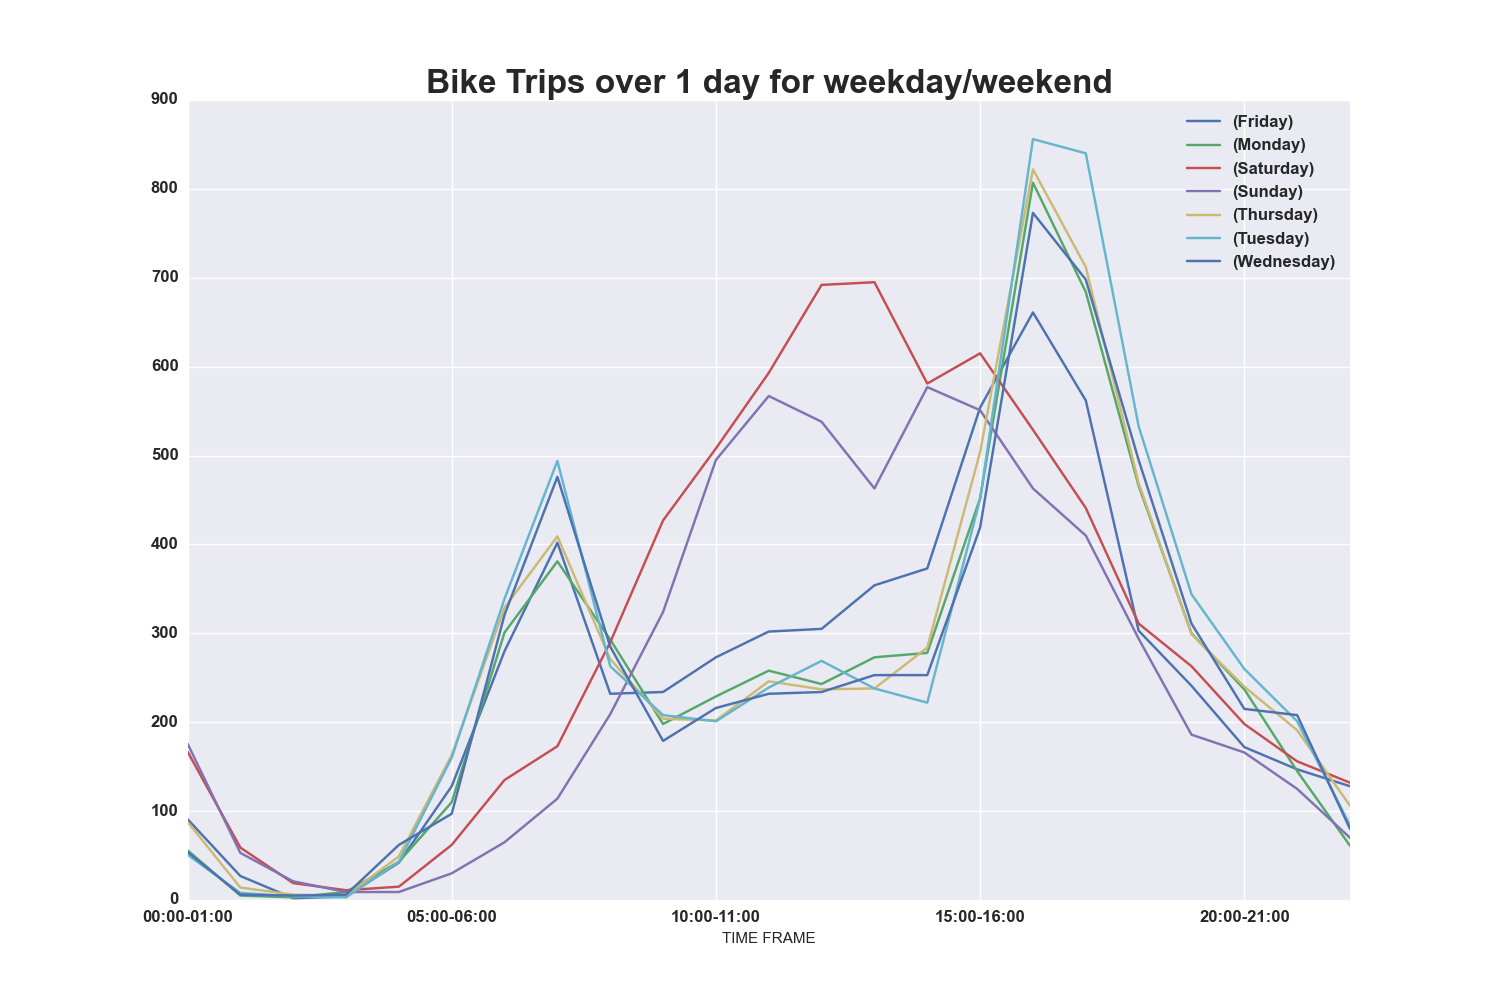 Bike Trips over 1 day for weekday/weekend
900
800
700
600
500
400
300
200
100
0
(Friday)
(Monday)
(Saturday)
(Sunday)
(Thursday)
(Tuesday)
(Wednesday)
00:00-01:00 05:00-06:00 10:00-11:00 15:00-16:00 20:00-21:00
TIME FRAME